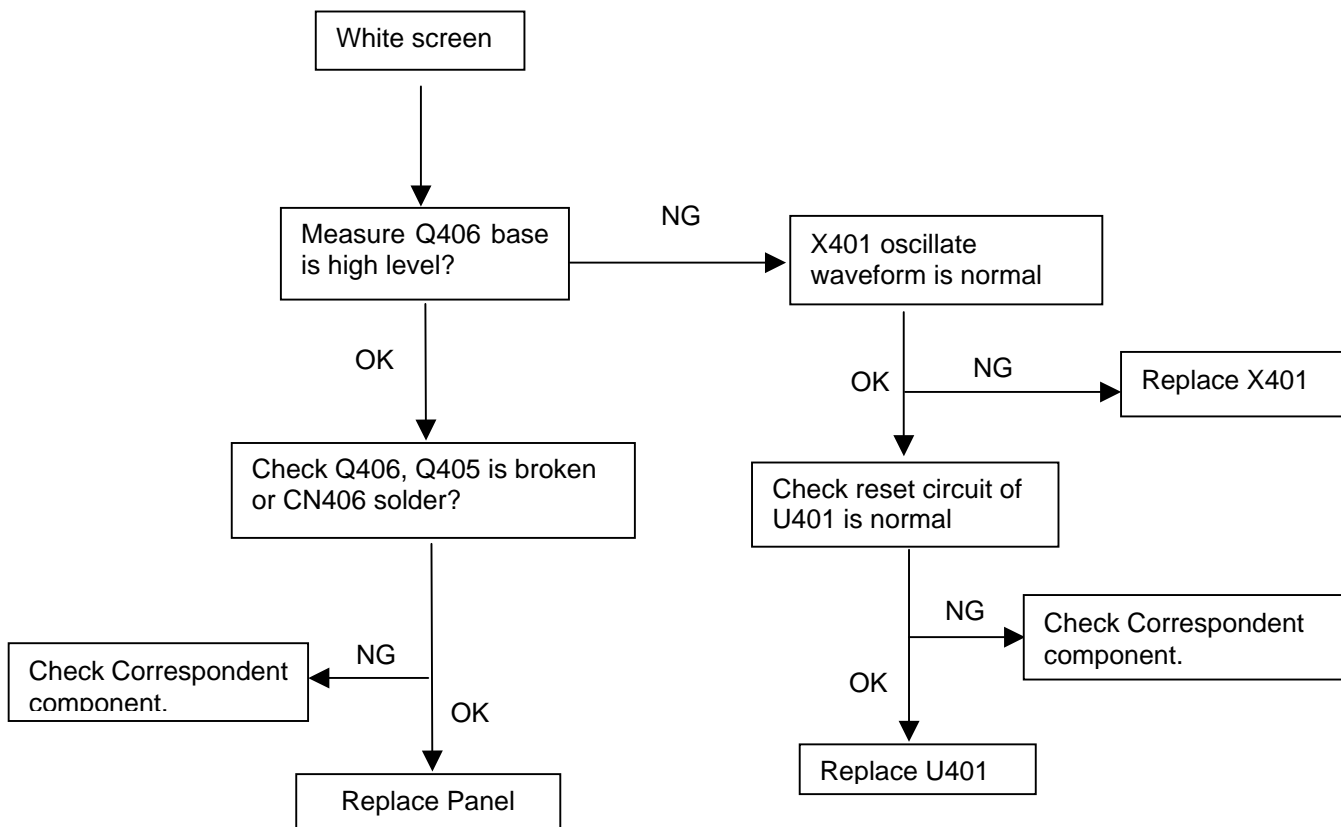 White screen
Measure Q406 base
is high level?
NG
X401 oscillate
waveform is normal
OK
OK
NG
Replace X401
Check Q406, Q405 is broken
or CN406 solder?
Check reset circuit of
U401 is normal
NG
Check Correspondent
component.
NG
Check Correspondent
component.
OK
OK
Replace U401
Replace Panel